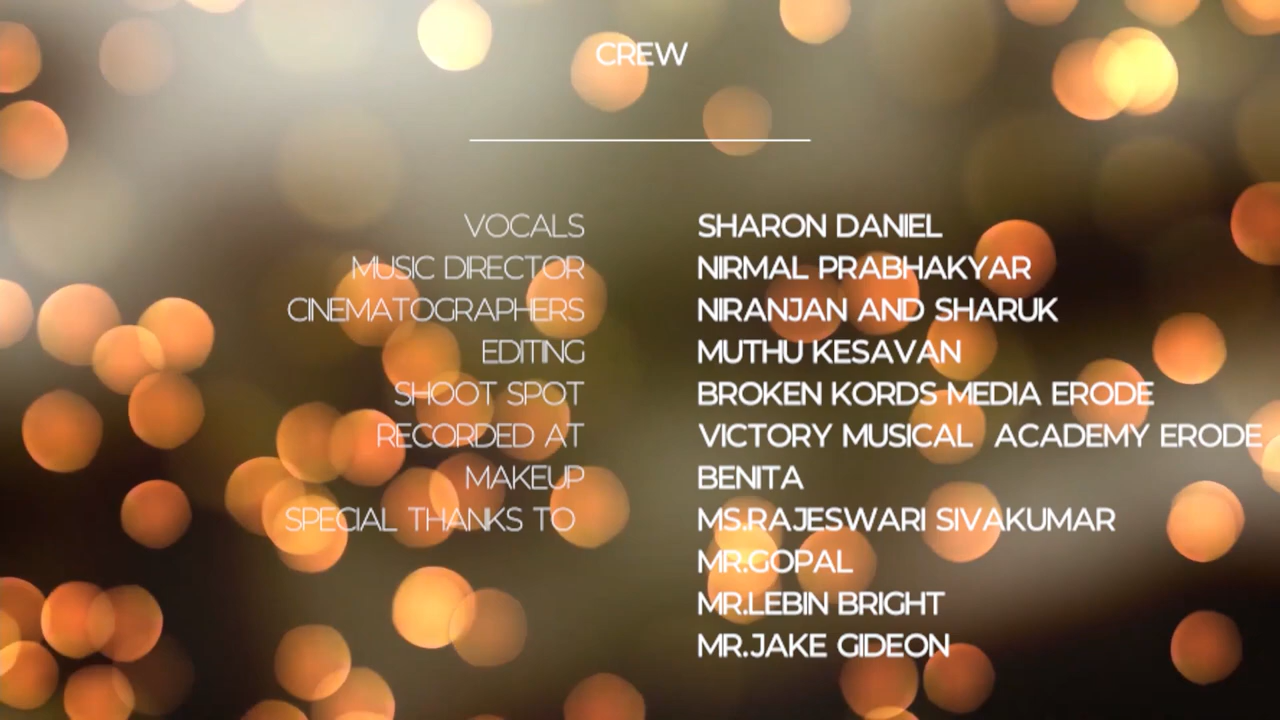 CREW
VOCALS SHARON DANIEL
MUSIC DIRECTOR NIRMAL PRABHAKYAR
CINEMATOGRAPHERS NIRANJAN AND SHARUK
EDITING MUTHU KESAVAN
SHOOT SPOT BROKEN KORDS MEDIA ERODE
RECORDED AT VICTORY MUSICAL ACADEMY ERODE
MAKEUP BENITA
SPECIAL THANKS TO MS.RAJESWARI SIVAKUMAR
MR.GOPAL
MR.LEBIN BRIGHT
MR.JAKE GIDEON